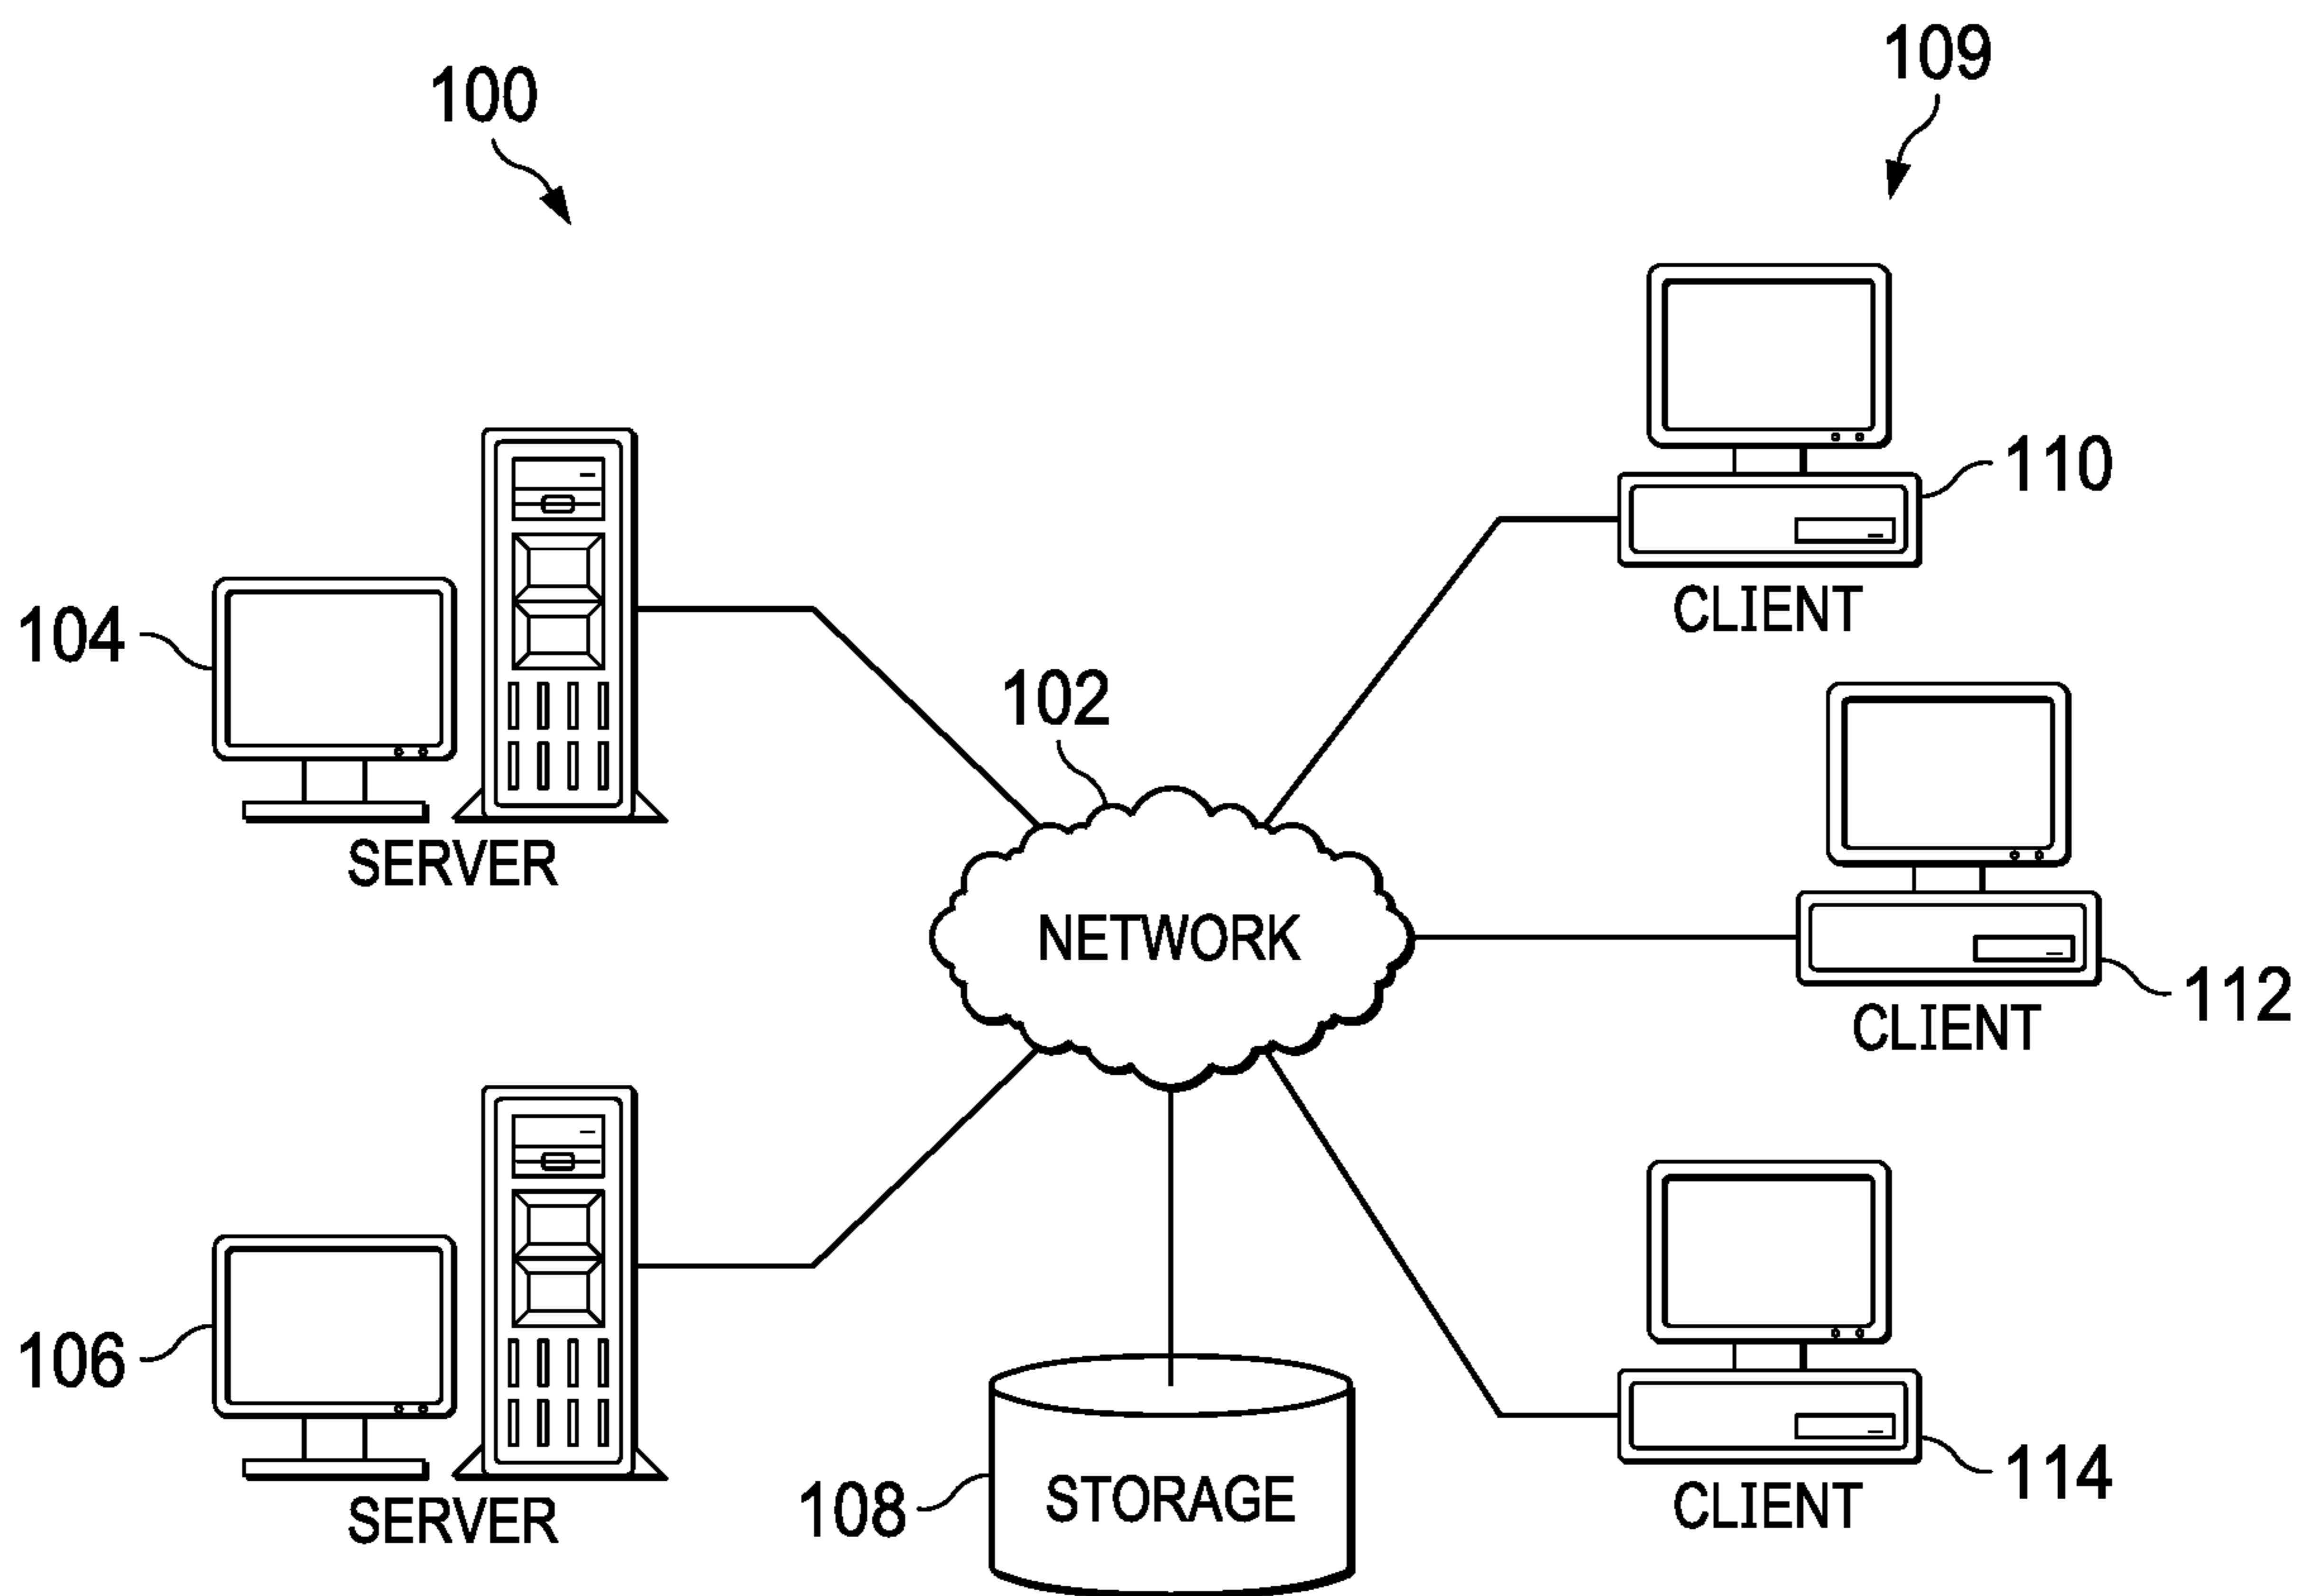 109
100
110
CLIENT
104
102
SERVER
NETWORK
112
CLIENT
106
114
108
STORAGE
CLIENT
SERVER